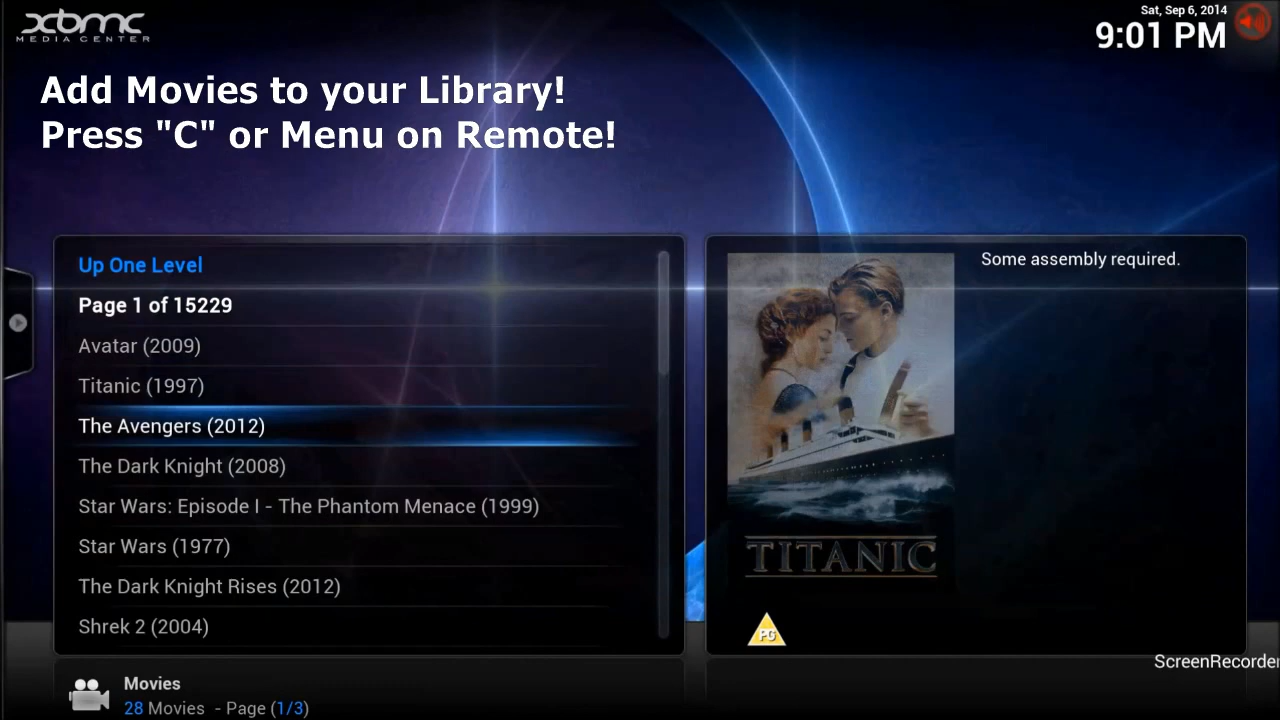 xbmc
MEDIA CENTER
Sat, Sep 6, 2014
9:01 PM
Add Movies to your Library!
Press "C" or Menu on Remote!
Up One Level
Page 1 of 15229
Avatar (2009)
Titanic (1997)
The Avengers (2012)
The Dark Knight (2008)
Star Wars: Episode I - The Phantom Menace (1999)
Star Wars (1977)
The Dark Knight Rises (2012)
Shrek 2 (2004)
Some assembly required.
TITANIC
PG
ScreenRecorder
Movies
28 Movies - Page (1/3)